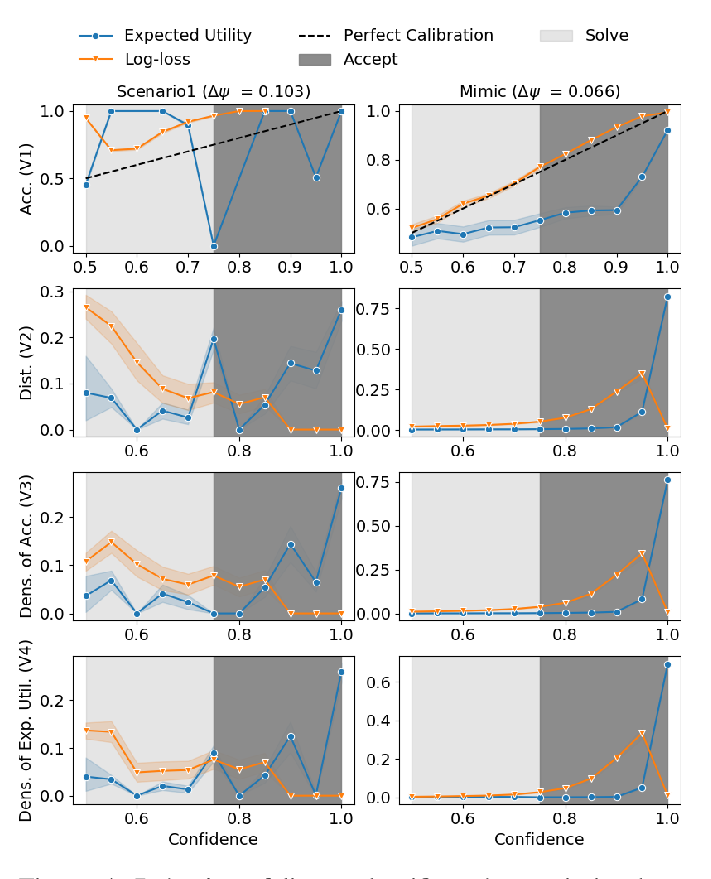 Expected Utility
Perfect Calibration
Solve
Log-loss
Accept
Scenario1 (Δψ = 0.103)
Mimic (Δψ = 0.066)
Acc. (V1)
1.0
0.5
0.0
0.5 0.6 0.7 0.8 0.9 1.0
1.0
0.8
0.6
0.5 0.6 0.7 0.8 0.9 1.0
Dist. (V2)
0.3
0.2
0.1
0.0
0.6 0.8 1.0
0.75
0.50
0.25
0.00
0.6 0.8 1.0
Dens. of Acc. (V3)
0.2
0.1
0.0
0.6 0.8 1.0
0.75
0.50
0.25
0.00
0.6 0.8 1.0
Dens. of Exp. Util. (V4)
0.2
0.1
0.0
0.6 0.8 1.0
0.6
0.4
0.2
0.0
0.6 0.8 1.0
Confidence
Confidence